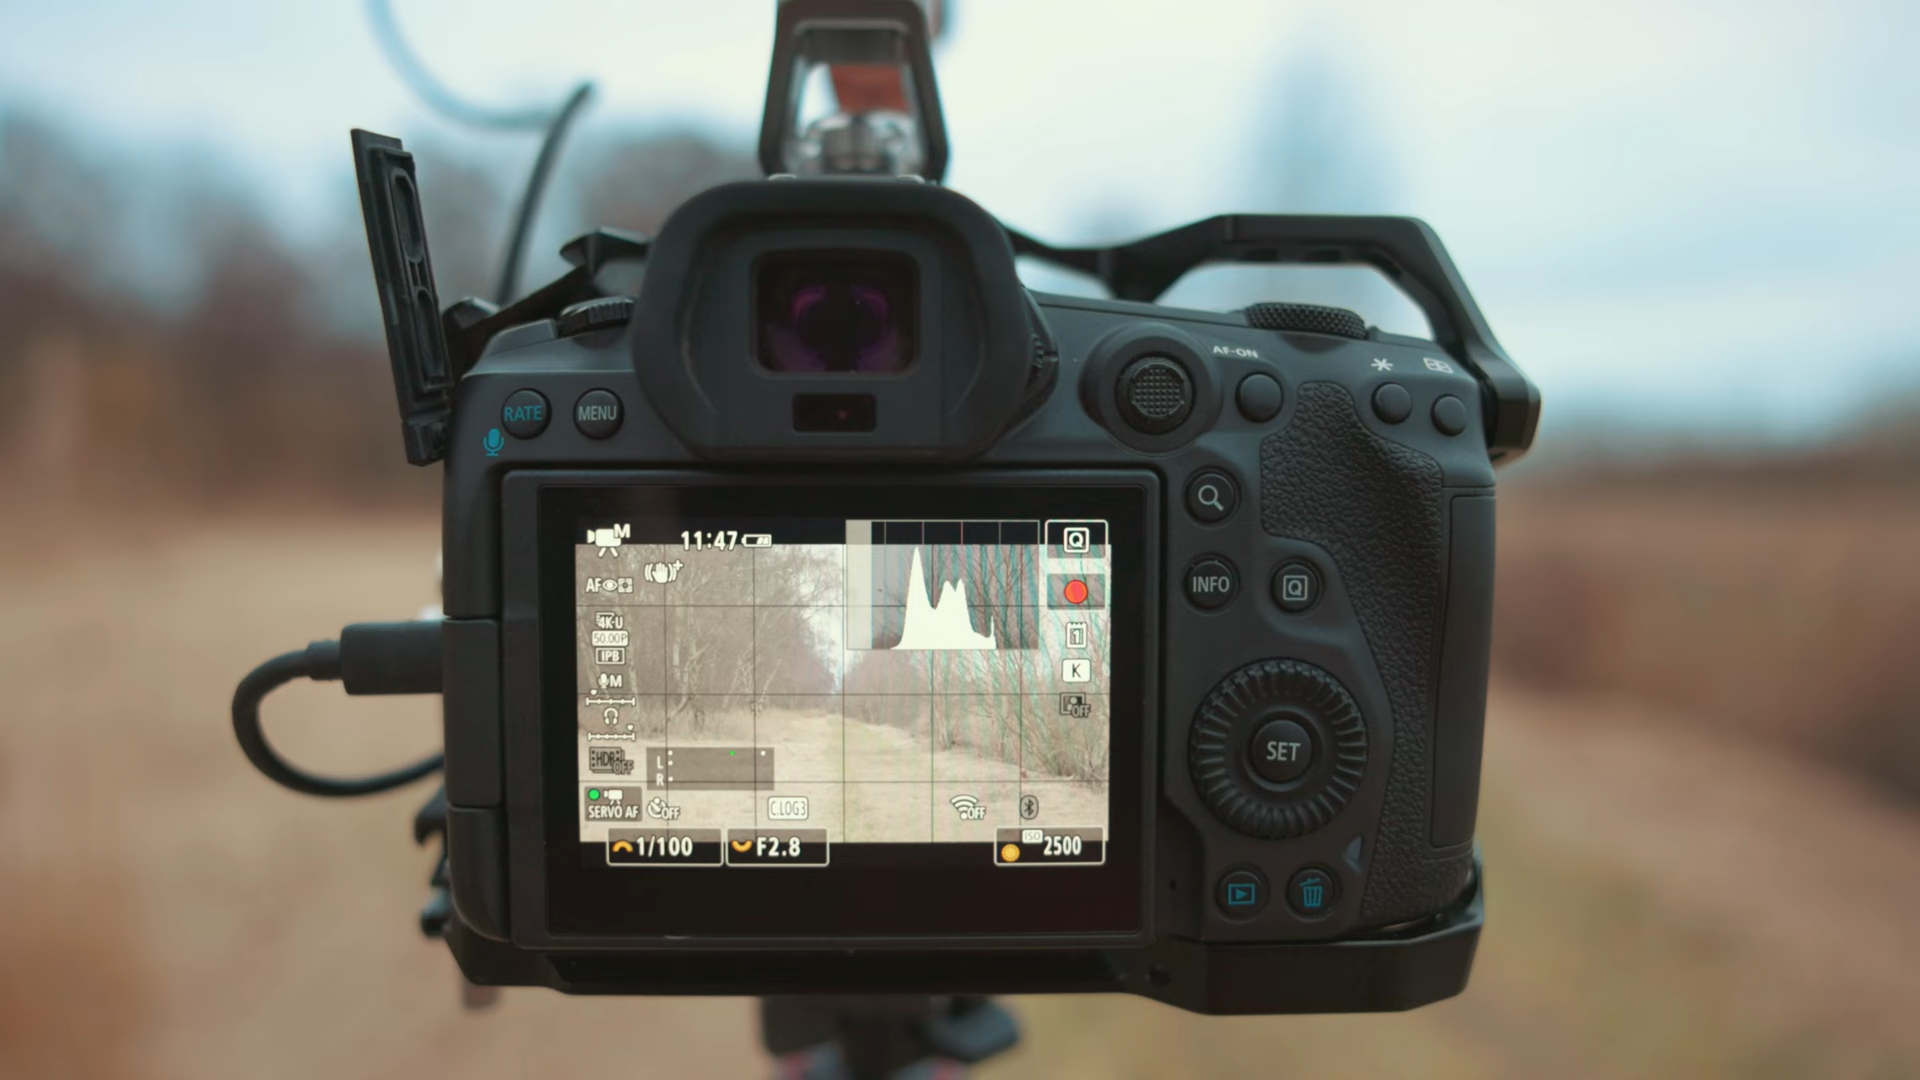 AF-ON
RATE
MENU
M
11:47
Q
AF
4K-U
50.00P
IPB
M
1
K
OFF
HDR OFF
L
R
SERVO AF
OFF
C.LOG3
OFF
1/100
F2.8
ISO
2500
INFO
Q
SET